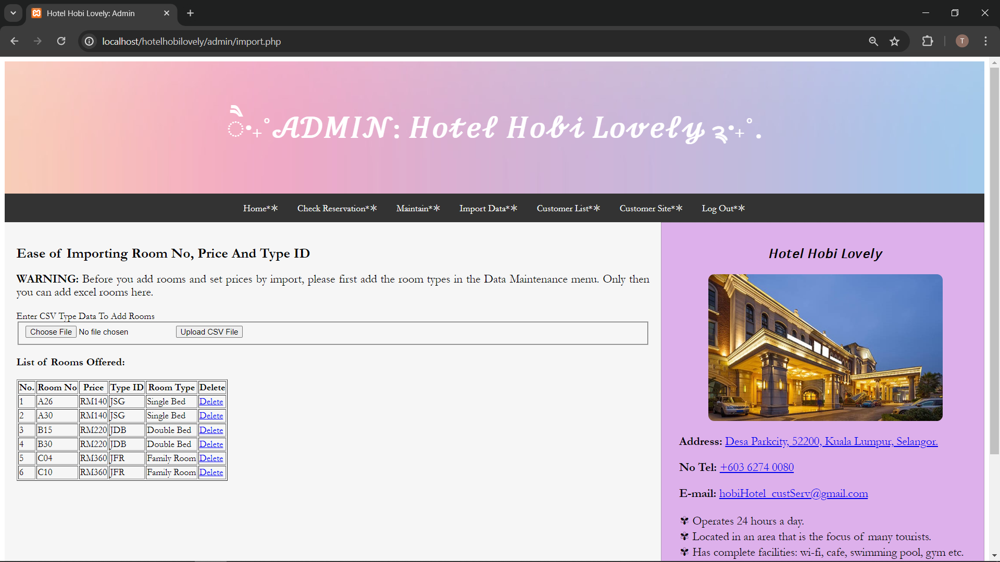 Hotel Hobi Lovely: Admin
localhost/hotelhobilovely/admin/import.php
T
ADMIN: Hotel Hobi Lovely
Home** Check Reservation** Maintain** Import Data** Customer List** Customer Site** Log Out**
Ease of Importing Room No, Price And Type ID
WARNING: Before you add rooms and set prices by import, please first add the room types in the Data Maintenance menu. Only then
you can add excel rooms here.
Enter CSV Type Data To Add Rooms
Choose File No file chosen Upload CSV File
List of Rooms Offered:
No. Room No Price Type ID Room Type Delete
1 A26 RM140 JSG Single Bed Delete
2 A30 RM140 JSG Single Bed Delete
3 B15 RM220 JDB Double Bed Delete
4 B30 RM220 JDB Double Bed Delete
5 C04 RM360 JFR Family Room Delete
6 C10 RM360 JFR Family Room Delete
Hotel Hobi Lovely
Address: Desa Parkcity, 52200, Kuala Lumpur, Selangor.
No Tel: +603 6274 0080
E-mail: hobiHotel_custServ@gmail.com
✾ Operates 24 hours a day.
✾ Located in an area that is the focus of many tourists.
✾ Has complete facilities: wi-fi, cafe, swimming pool, gym etc.